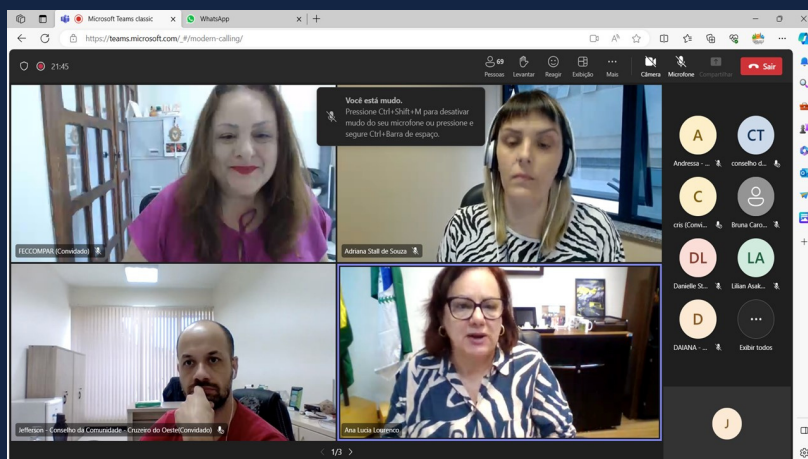 Microsoft Teams classic
WhatsApp
https://teams.microsoft.com/_#/modern-calling/
21:45
69
Pessoas
Levantar
Reagir
Exibição
Mais
Câmera
Microfone
Compartilhar
Sair
Você está mudo.
Pressione Ctrl+Shift+M para desativar
mudo do seu microfone ou pressione e
segure Ctrl+Barra de espaço.
FECCOMPAR (Convidado)
Adriana Stall de Souza
Jefferson - Conselho da Comunidade - Cruzeiro do Oeste(Convidado)
Ana Lucia Lourenco
A
CT
Andressa - ...
conselho d...
C
cris (Convi...
Bruna Caro...
DL
LA
Danielle St...
Lilian Asak...
D
DAIANA - ...
Exibir todos
J
1/3